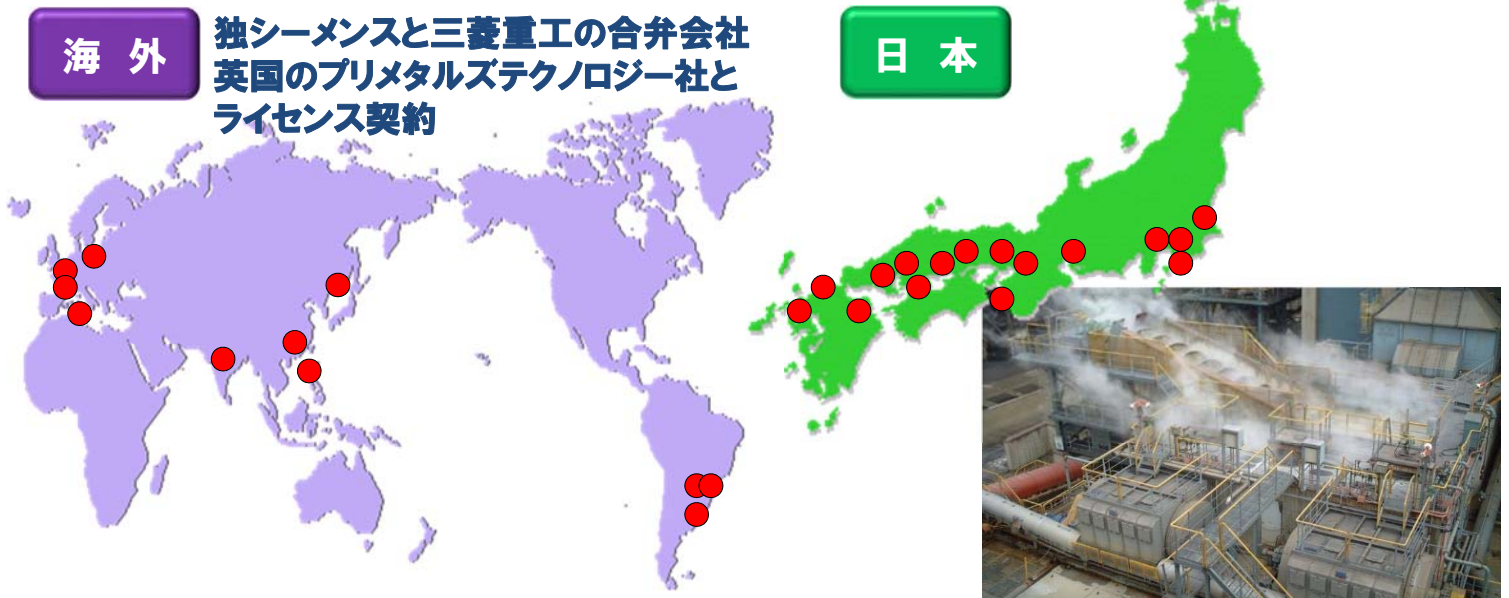 海 外
独シーメンスと三菱重工の合弁会社
英国のプリメタルズテクノロジー社と
ライセンス契約
日 本